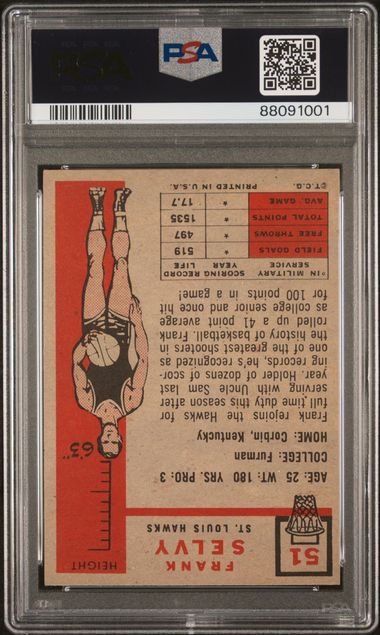 PSA
PSA
88091001
51
FRANK
SELVY
ST. LOUIS HAWKS
HEIGHT
6'3"
AGE: 25 WT: 180 YRS. PRO: 3
COLLEGE: Furman
HOME: Corbin, Kentucky
Frank rejoins the Hawks for
full time duty this season after
serving with Uncle Sam last
year. Holder of dozens of scor-
ing records, he's recognized as
one of the greatest shooters in
the history of basketball. Frank
rolled up a 41 point average
as college senior and once hit
for 100 points in a game!
*IN MILITARY SERVICE SCORING RECORD YEAR LIFE
FIELD GOALS * 519
FREE THROWS * 497
TOTAL POINTS * 1535
AVG. GAME * 17.7
©T.C.G. PRINTED IN U.S.A.